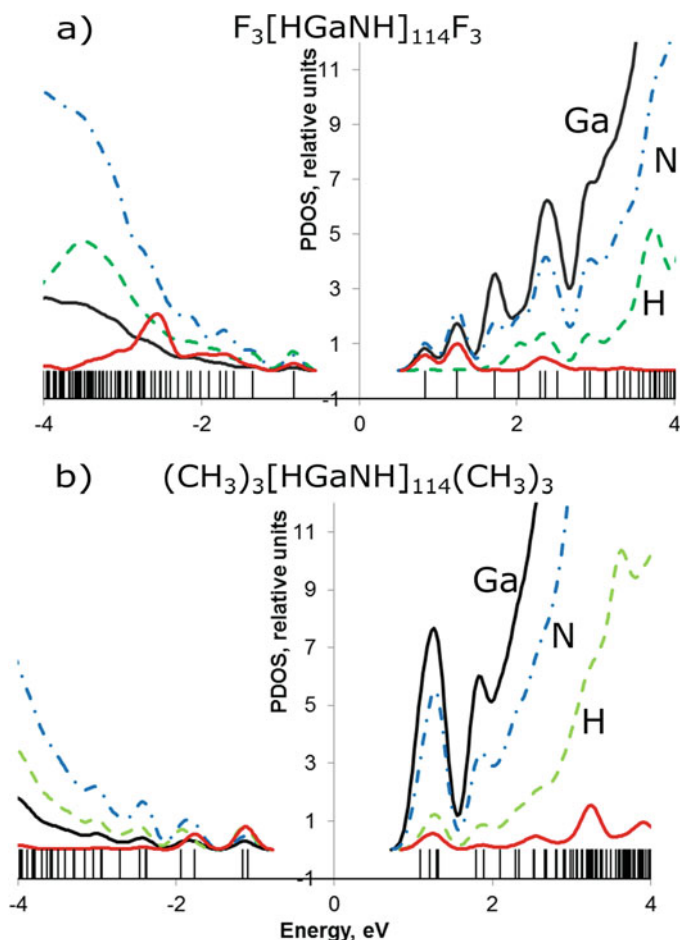 a) F₃[HGaNH]₁₁₄F₃
PDOS, relative units
11
9
7
5
3
1
-1
Ga
N
H
-4 -2 0 2 4
b) (CH₃)₃[HGaNH]₁₁₄(CH₃)₃
PDOS, relative units
11
9
7
5
3
1
-1
Ga
N
H
-4 -2 0 2 4
Energy, eV